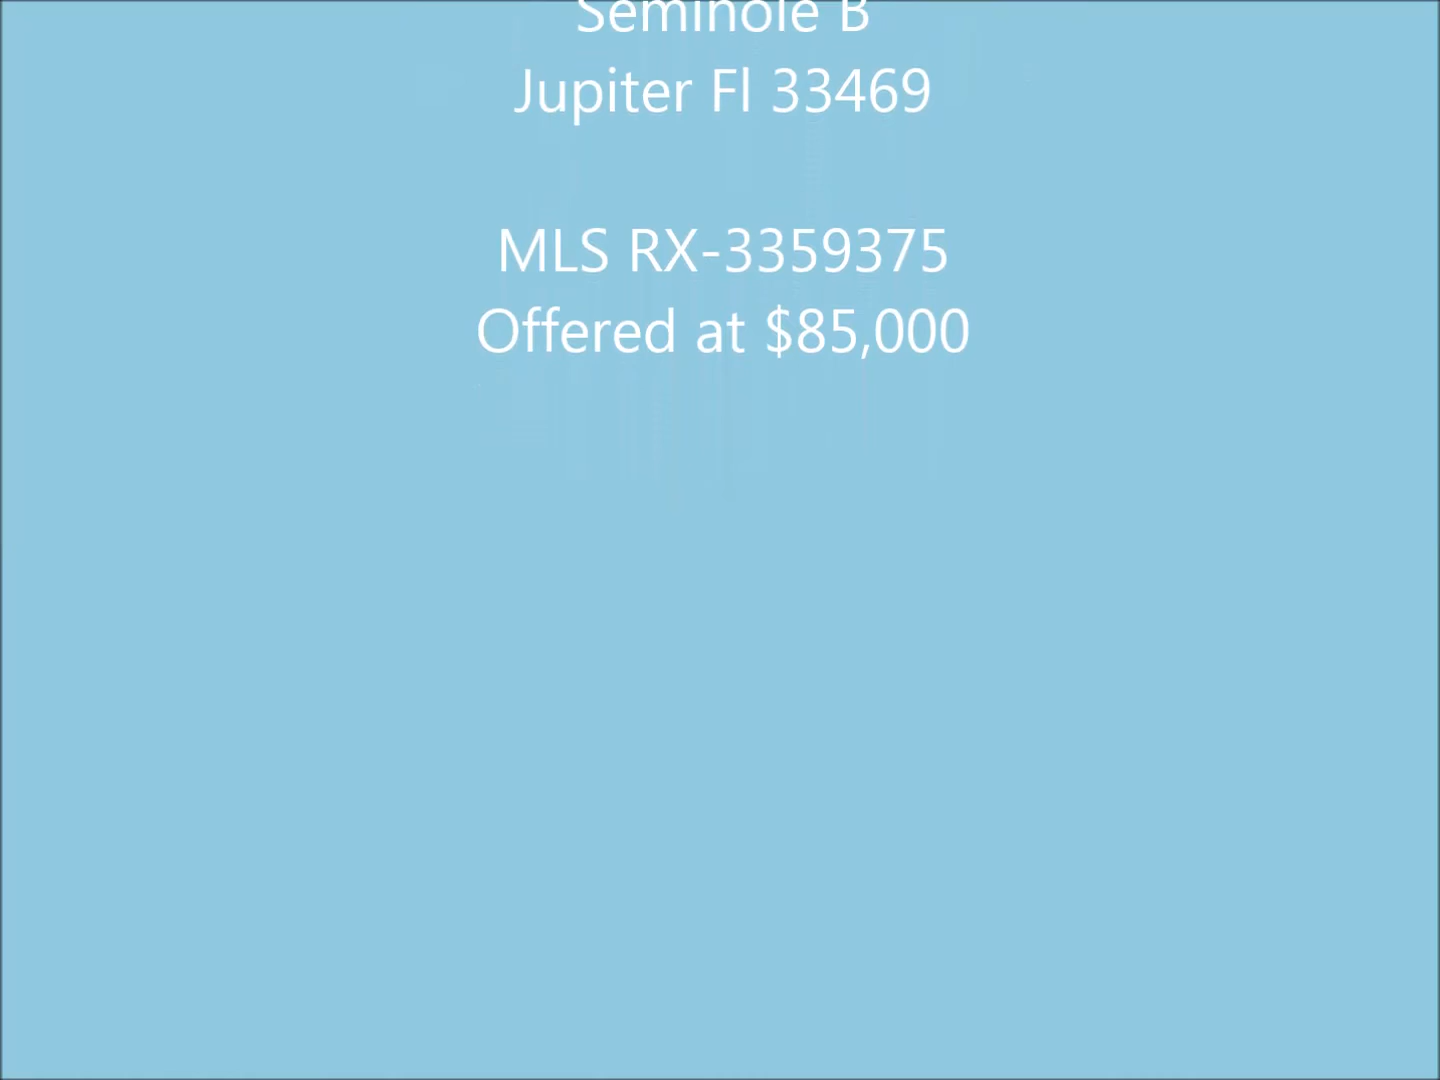 Seminole B
Jupiter Fl 33469
MLS RX-3359375
Offered at $85,000